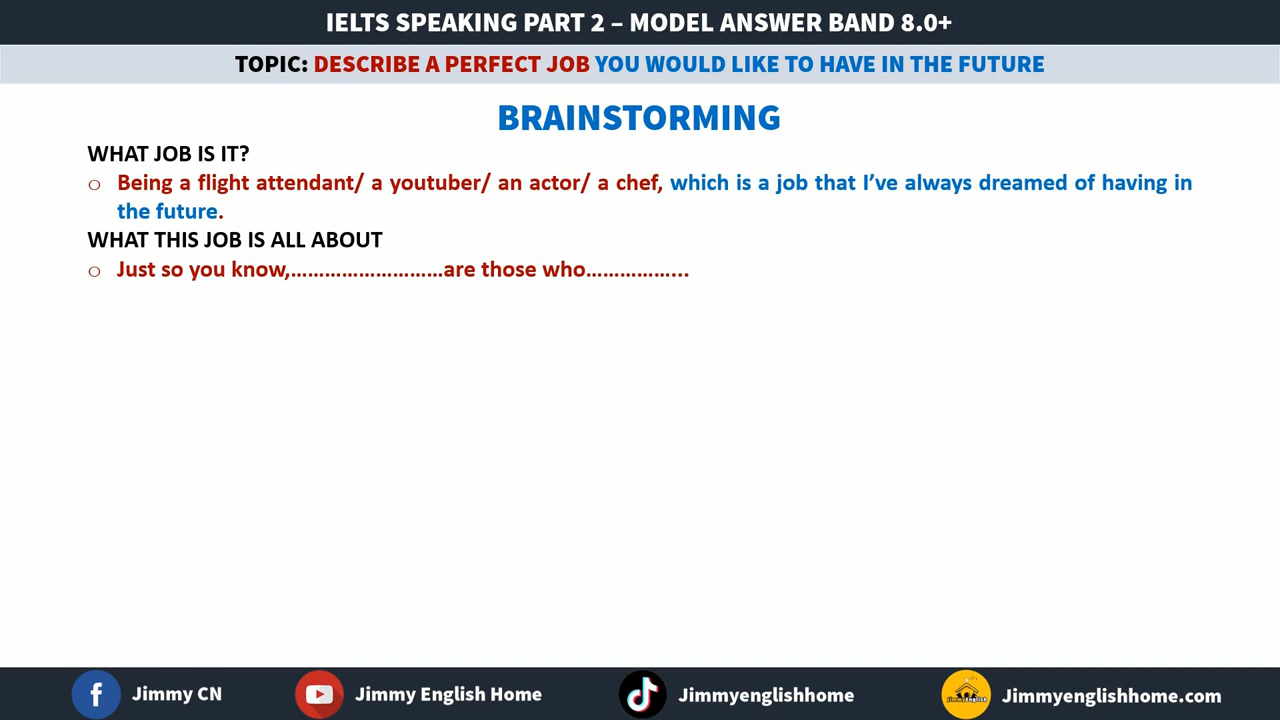 IELTS SPEAKING PART 2 – MODEL ANSWER BAND 8.0+
TOPIC: DESCRIBE A PERFECT JOB YOU WOULD LIKE TO HAVE IN THE FUTURE
BRAINSTORMING
WHAT JOB IS IT?
o Being a flight attendant/ a youtuber/ an actor/ a chef, which is a job that I’ve always dreamed of having in
the future.
WHAT THIS JOB IS ALL ABOUT
o Just so you know,………………………are those who……………...
Jimmy CN
Jimmy English Home
Jimmyenglishhome
Jimmyenglishhome.com